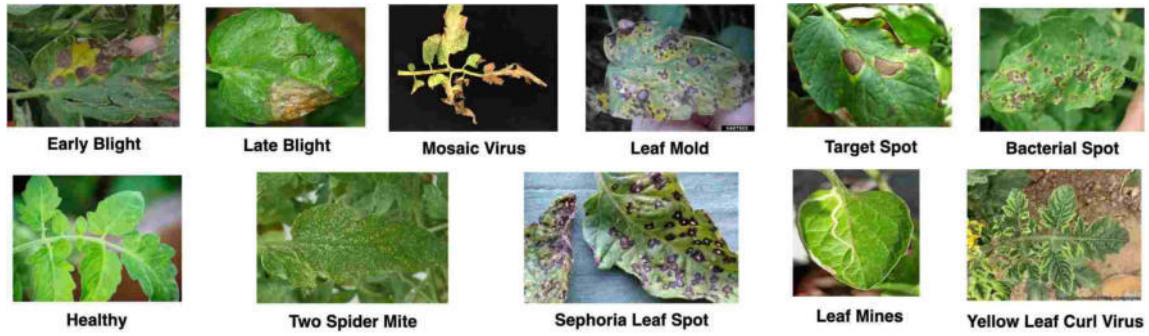 Early Blight
Late Blight
Mosaic Virus
Leaf Mold
Target Spot
Bacterial Spot
Healthy
Two Spider Mite
Sephoria Leaf Spot
Leaf Mines
Yellow Leaf Curl Virus